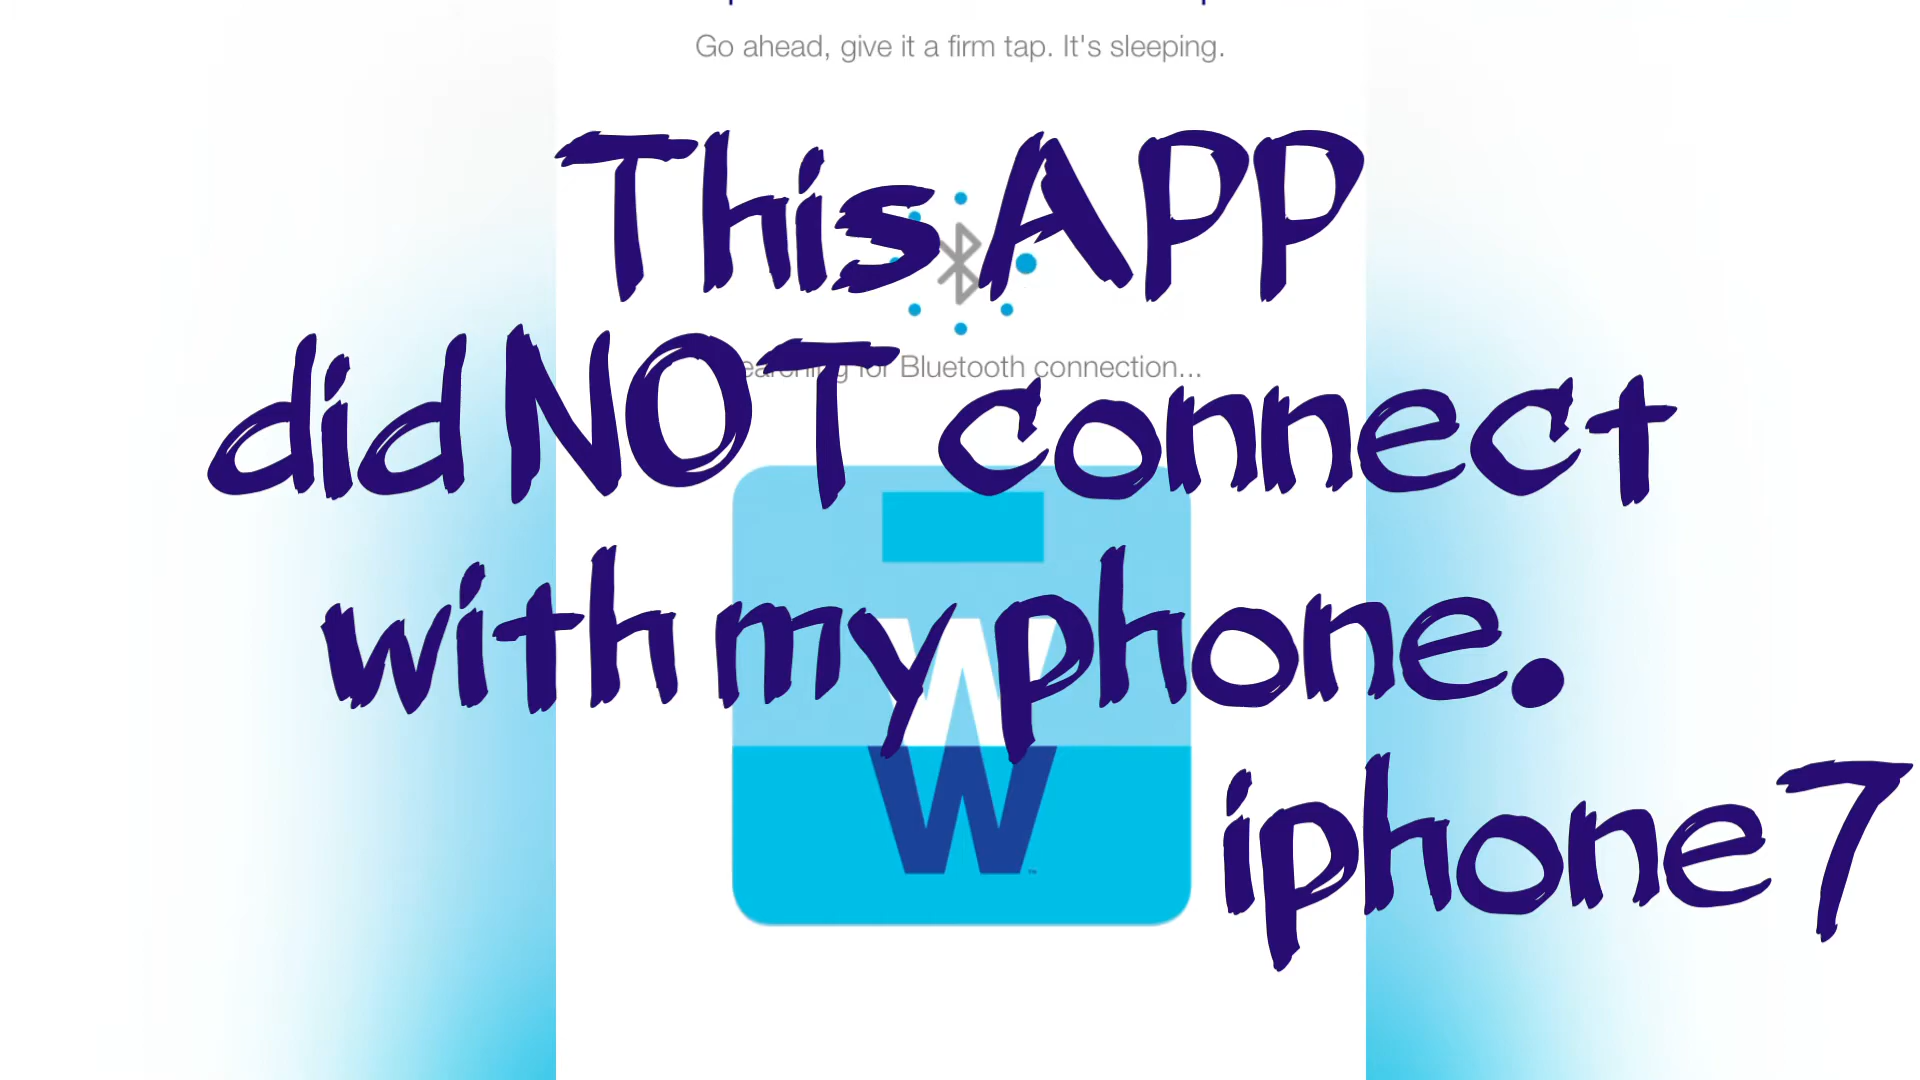 Go ahead, give it a firm tap. It's sleeping.
This APP
did NOT connect
Bluetooth connection...
with my phone.
W
W
iphone7